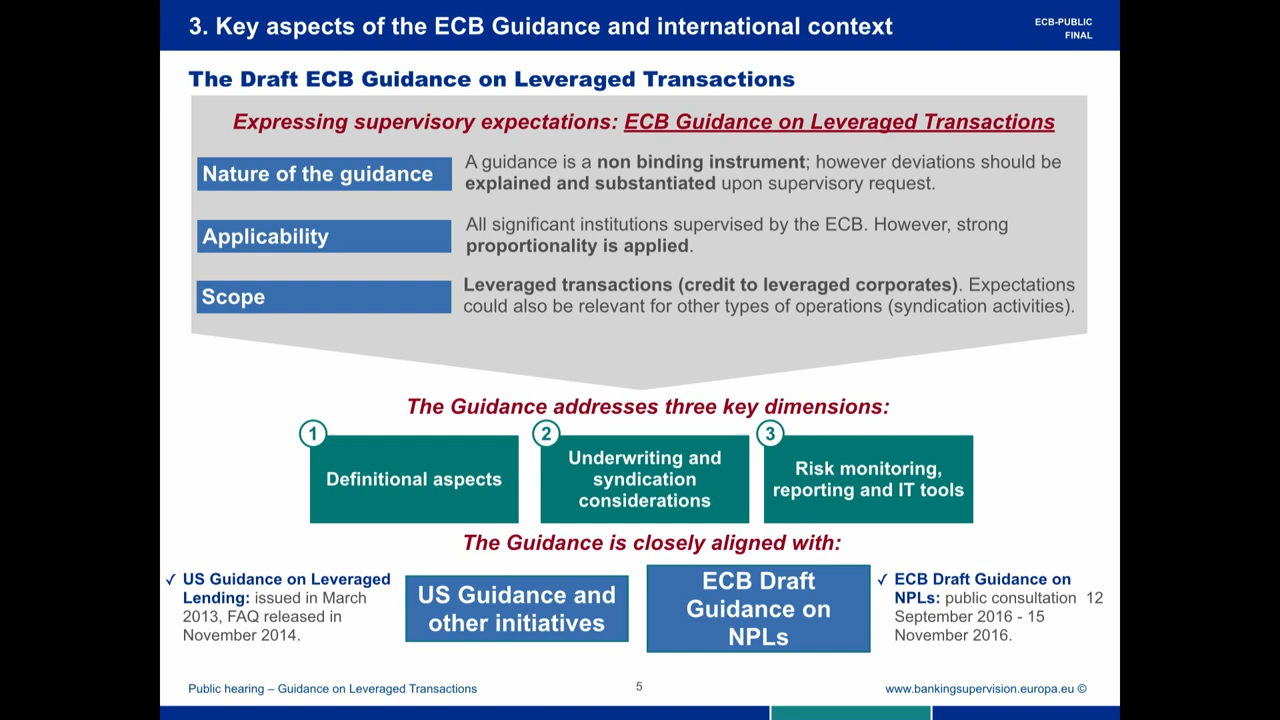 3. Key aspects of the ECB Guidance and international context
ECB-PUBLIC
FINAL
The Draft ECB Guidance on Leveraged Transactions
Expressing supervisory expectations: ECB Guidance on Leveraged Transactions
Nature of the guidance
A guidance is a non binding instrument; however deviations should be
explained and substantiated upon supervisory request.
Applicability
All significant institutions supervised by the ECB. However, strong
proportionality is applied.
Scope
Leveraged transactions (credit to leveraged corporates). Expectations
could also be relevant for other types of operations (syndication activities).
The Guidance addresses three key dimensions:
1
Definitional aspects
2
Underwriting and
syndication
considerations
3
Risk monitoring,
reporting and IT tools
The Guidance is closely aligned with:
✓ US Guidance on Leveraged
Lending: issued in March
2013, FAQ released in
November 2014.
US Guidance and
other initiatives
ECB Draft
Guidance on
NPLs
✓ ECB Draft Guidance on
NPLs: public consultation 12
September 2016 - 15
November 2016.
Public hearing – Guidance on Leveraged Transactions
5
www.bankingsupervision.europa.eu ©